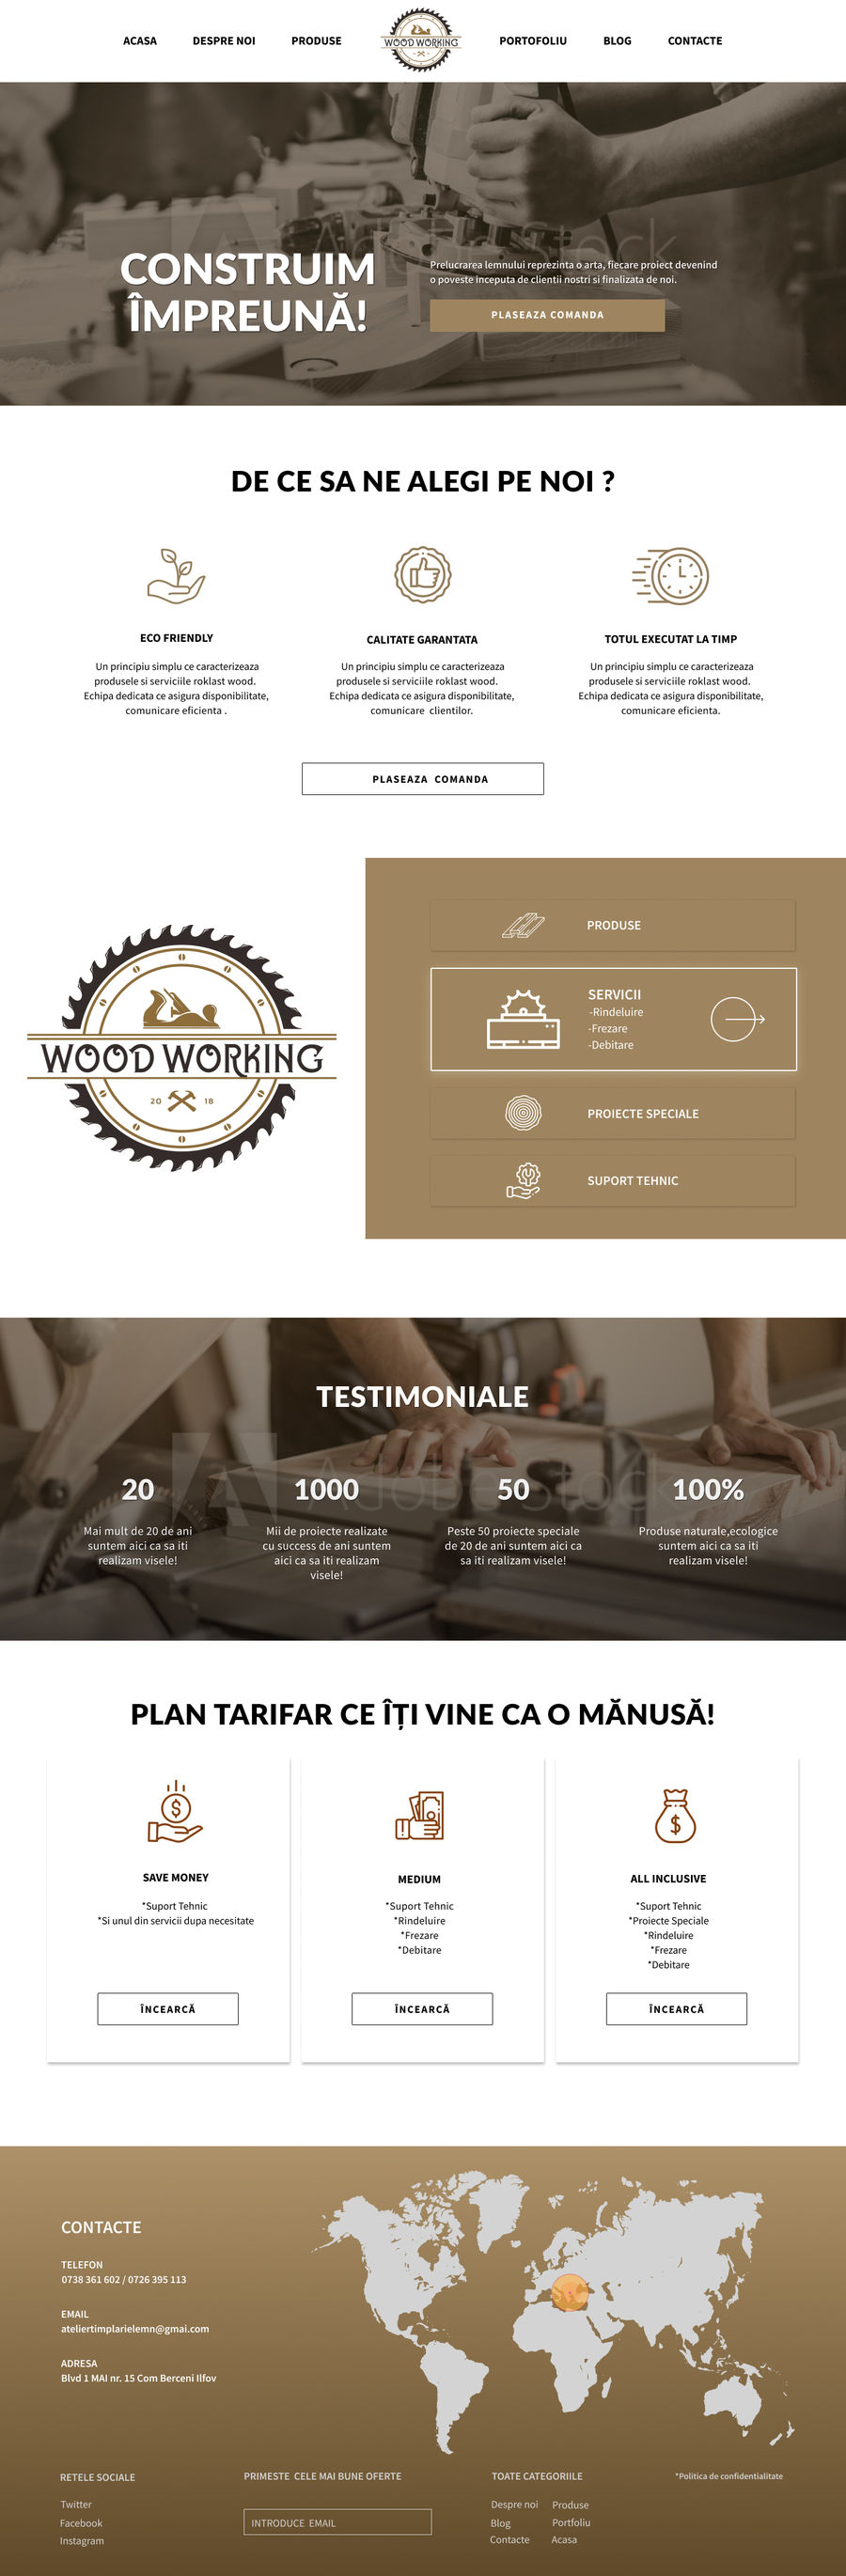 ACASA DESPRE NOI PRODUSE WOOD WORKING PORTOFOLIU BLOG CONTACTE
CONSTRUIM
ÎMPREUNĂ!
Prelucrarea lemnului reprezinta o arta, fiecare proiect devenind
o poveste inceputa de clientii nostri si finalizata de noi.
PLASEAZA COMANDA
DE CE SA NE ALEGI PE NOI ?
ECO FRIENDLY
Un principiu simplu ce caracterizeaza
produsele si serviciile roklast wood.
Echipa dedicata ce asigura disponibilitate,
comunicare eficienta .
CALITATE GARANTATA
Un principiu simplu ce caracterizeaza
produsele si serviciile roklast wood.
Echipa dedicata ce asigura disponibilitate,
comunicare clientilor.
TOTUL EXECUTAT LA TIMP
Un principiu simplu ce caracterizeaza
produsele si serviciile roklast wood.
Echipa dedicata ce asigura disponibilitate,
comunicare eficienta.
PLASEAZA COMANDA
WOOD WORKING
20 18
PRODUSE
SERVICII
-Rindeluire
-Frezare
-Debitare
PROIECTE SPECIALE
SUPORT TEHNIC
TESTIMONIALE
Adobe Stock
20
Mai mult de 20 de ani
suntem aici ca sa iti
realizam visele!
1000
Mii de proiecte realizate
cu success de ani suntem
aici ca sa iti realizam
visele!
50
Peste 50 proiecte speciale
de 20 de ani suntem aici ca
sa iti realizam visele!
100%
Produse naturale,ecologice
suntem aici ca sa iti
realizam visele!
PLAN TARIFAR CE ÎȚI VINE CA O MĂNUSĂ!
SAVE MONEY
*Suport Tehnic
*Si unul din servicii dupa necesitate
ÎNCEARCĂ
MEDIUM
*Suport Tehnic
*Rindeluire
*Frezare
*Debitare
ÎNCEARCĂ
ALL INCLUSIVE
*Suport Tehnic
*Proiecte Speciale
*Rindeluire
*Frezare
*Debitare
ÎNCEARCĂ
CONTACTE
TELEFON
0738 361 602 / 0726 395 113
EMAIL
ateliertimplarielemn@gmai.com
ADRESA
Blvd 1 MAI nr. 15 Com Berceni Ilfov
RETELE SOCIALE
Twitter
Facebook
Instagram
PRIMESTE CELE MAI BUNE OFERTE
INTRODUCE EMAIL
TOATE CATEGORIILE
Despre noi Produse
Blog Portfoliu
Contacte Acasa
*Politica de confidentialitate